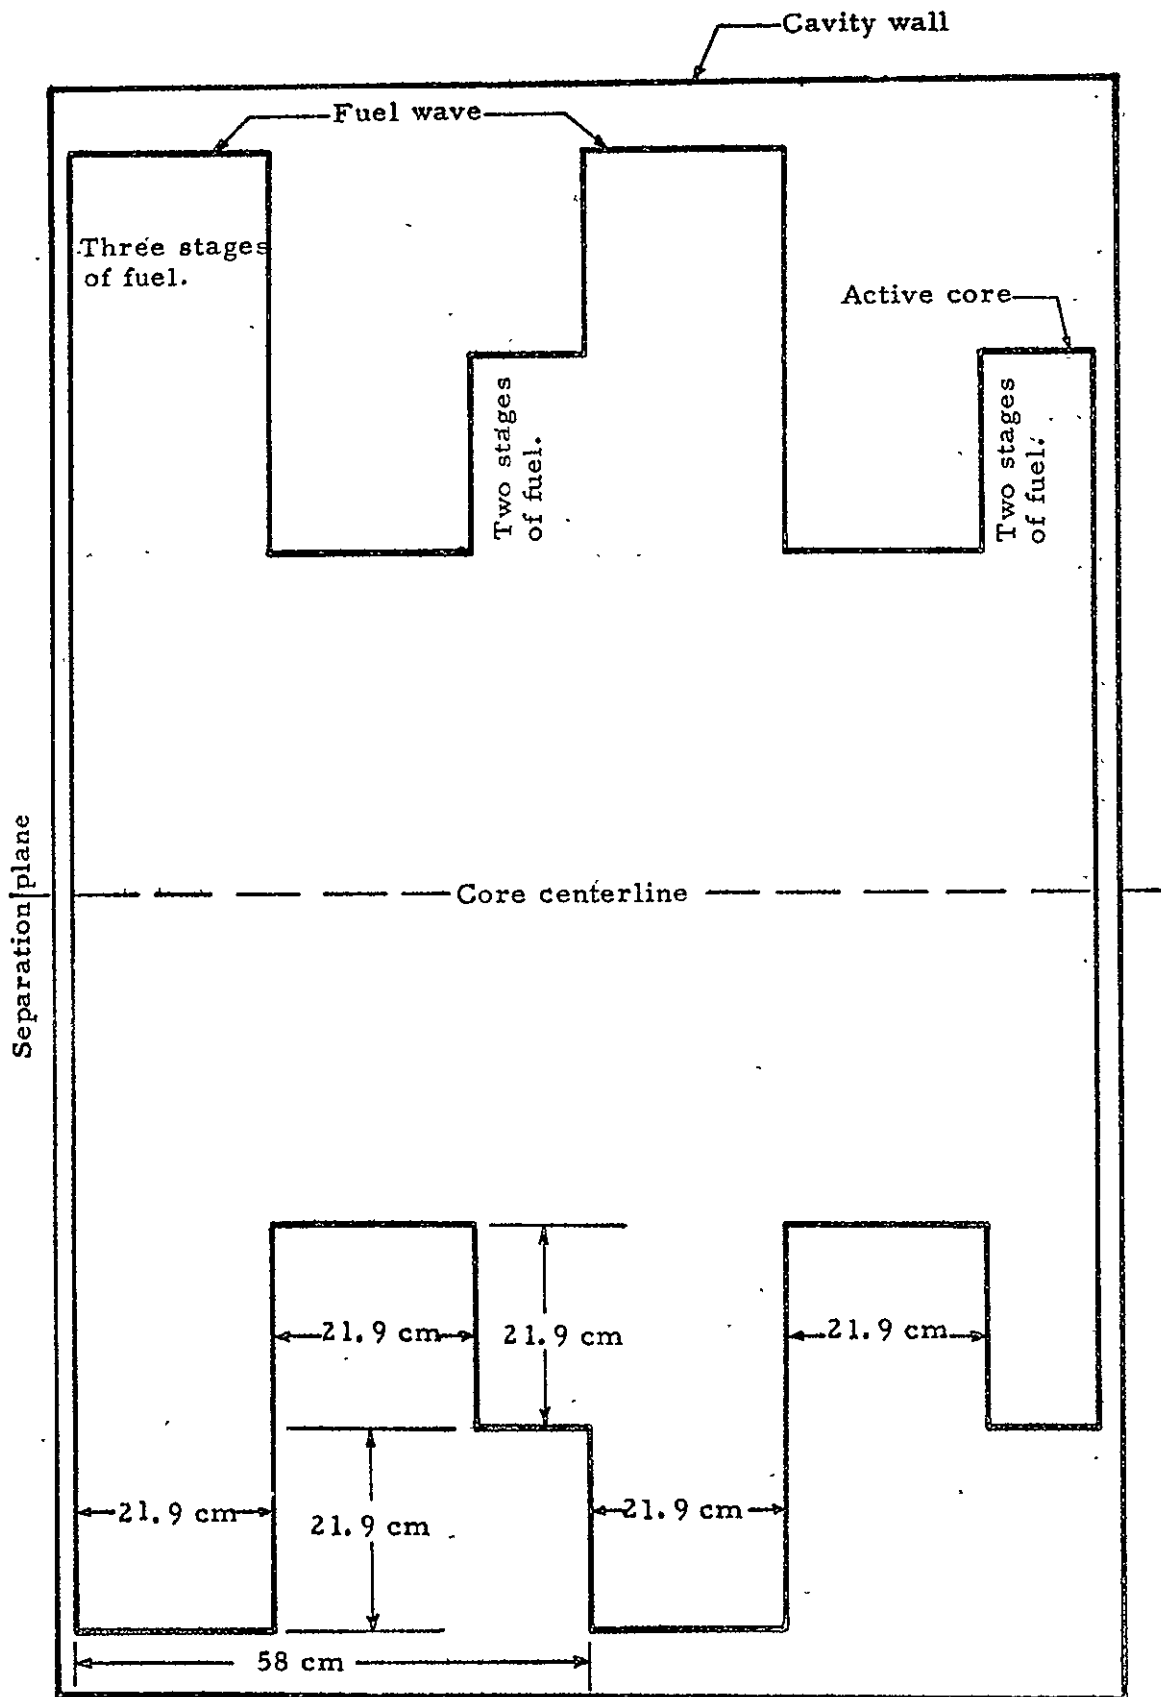 Cavity wall
Fuel wave
Three stages
of fuel.
Active core
Two stages
of fuel.
Two stages
of fuel.
Separation plane
Core centerline
21.9 cm
21.9 cm
21.9 cm
21.9 cm
21.9 cm
21.9 cm
58 cm